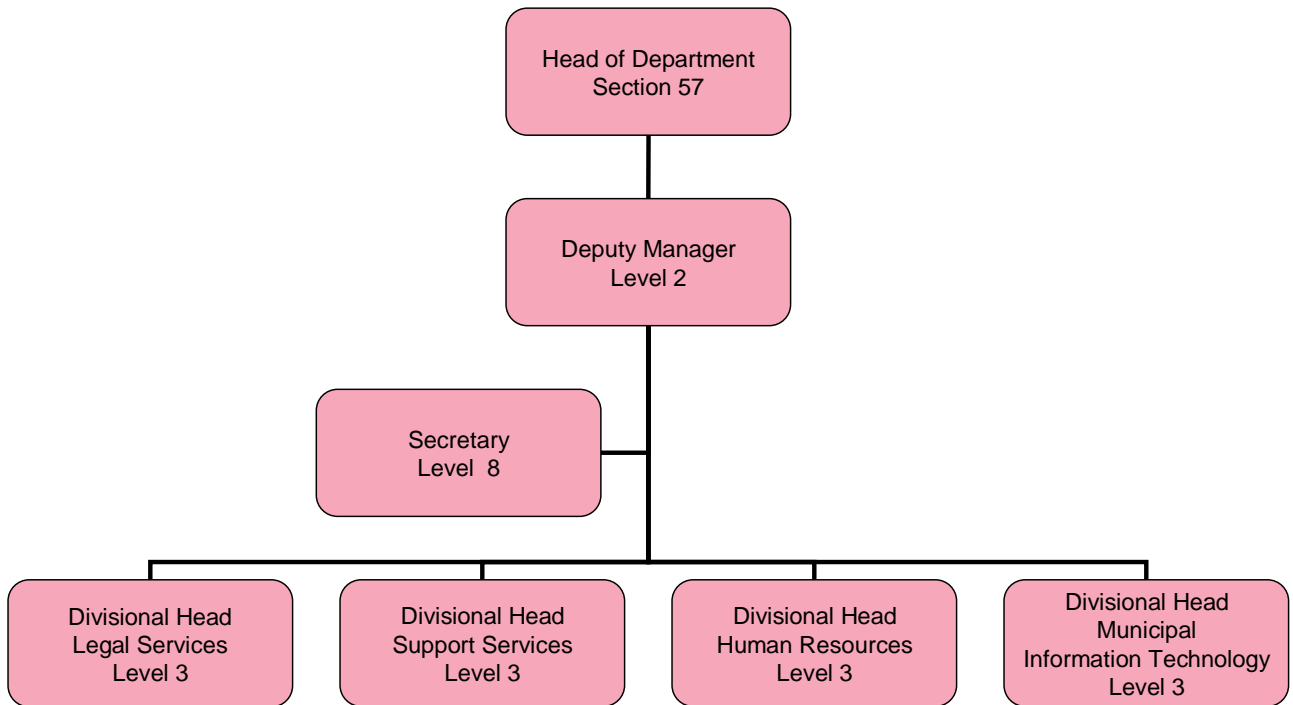 Head of Department
Section 57
Deputy Manager
Level 2
Secretary
Level 8
Divisional Head
Legal Services
Level 3
Divisional Head
Support Services
Level 3
Divisional Head
Human Resources
Level 3
Divisional Head
Municipal
Information Technology
Level 3